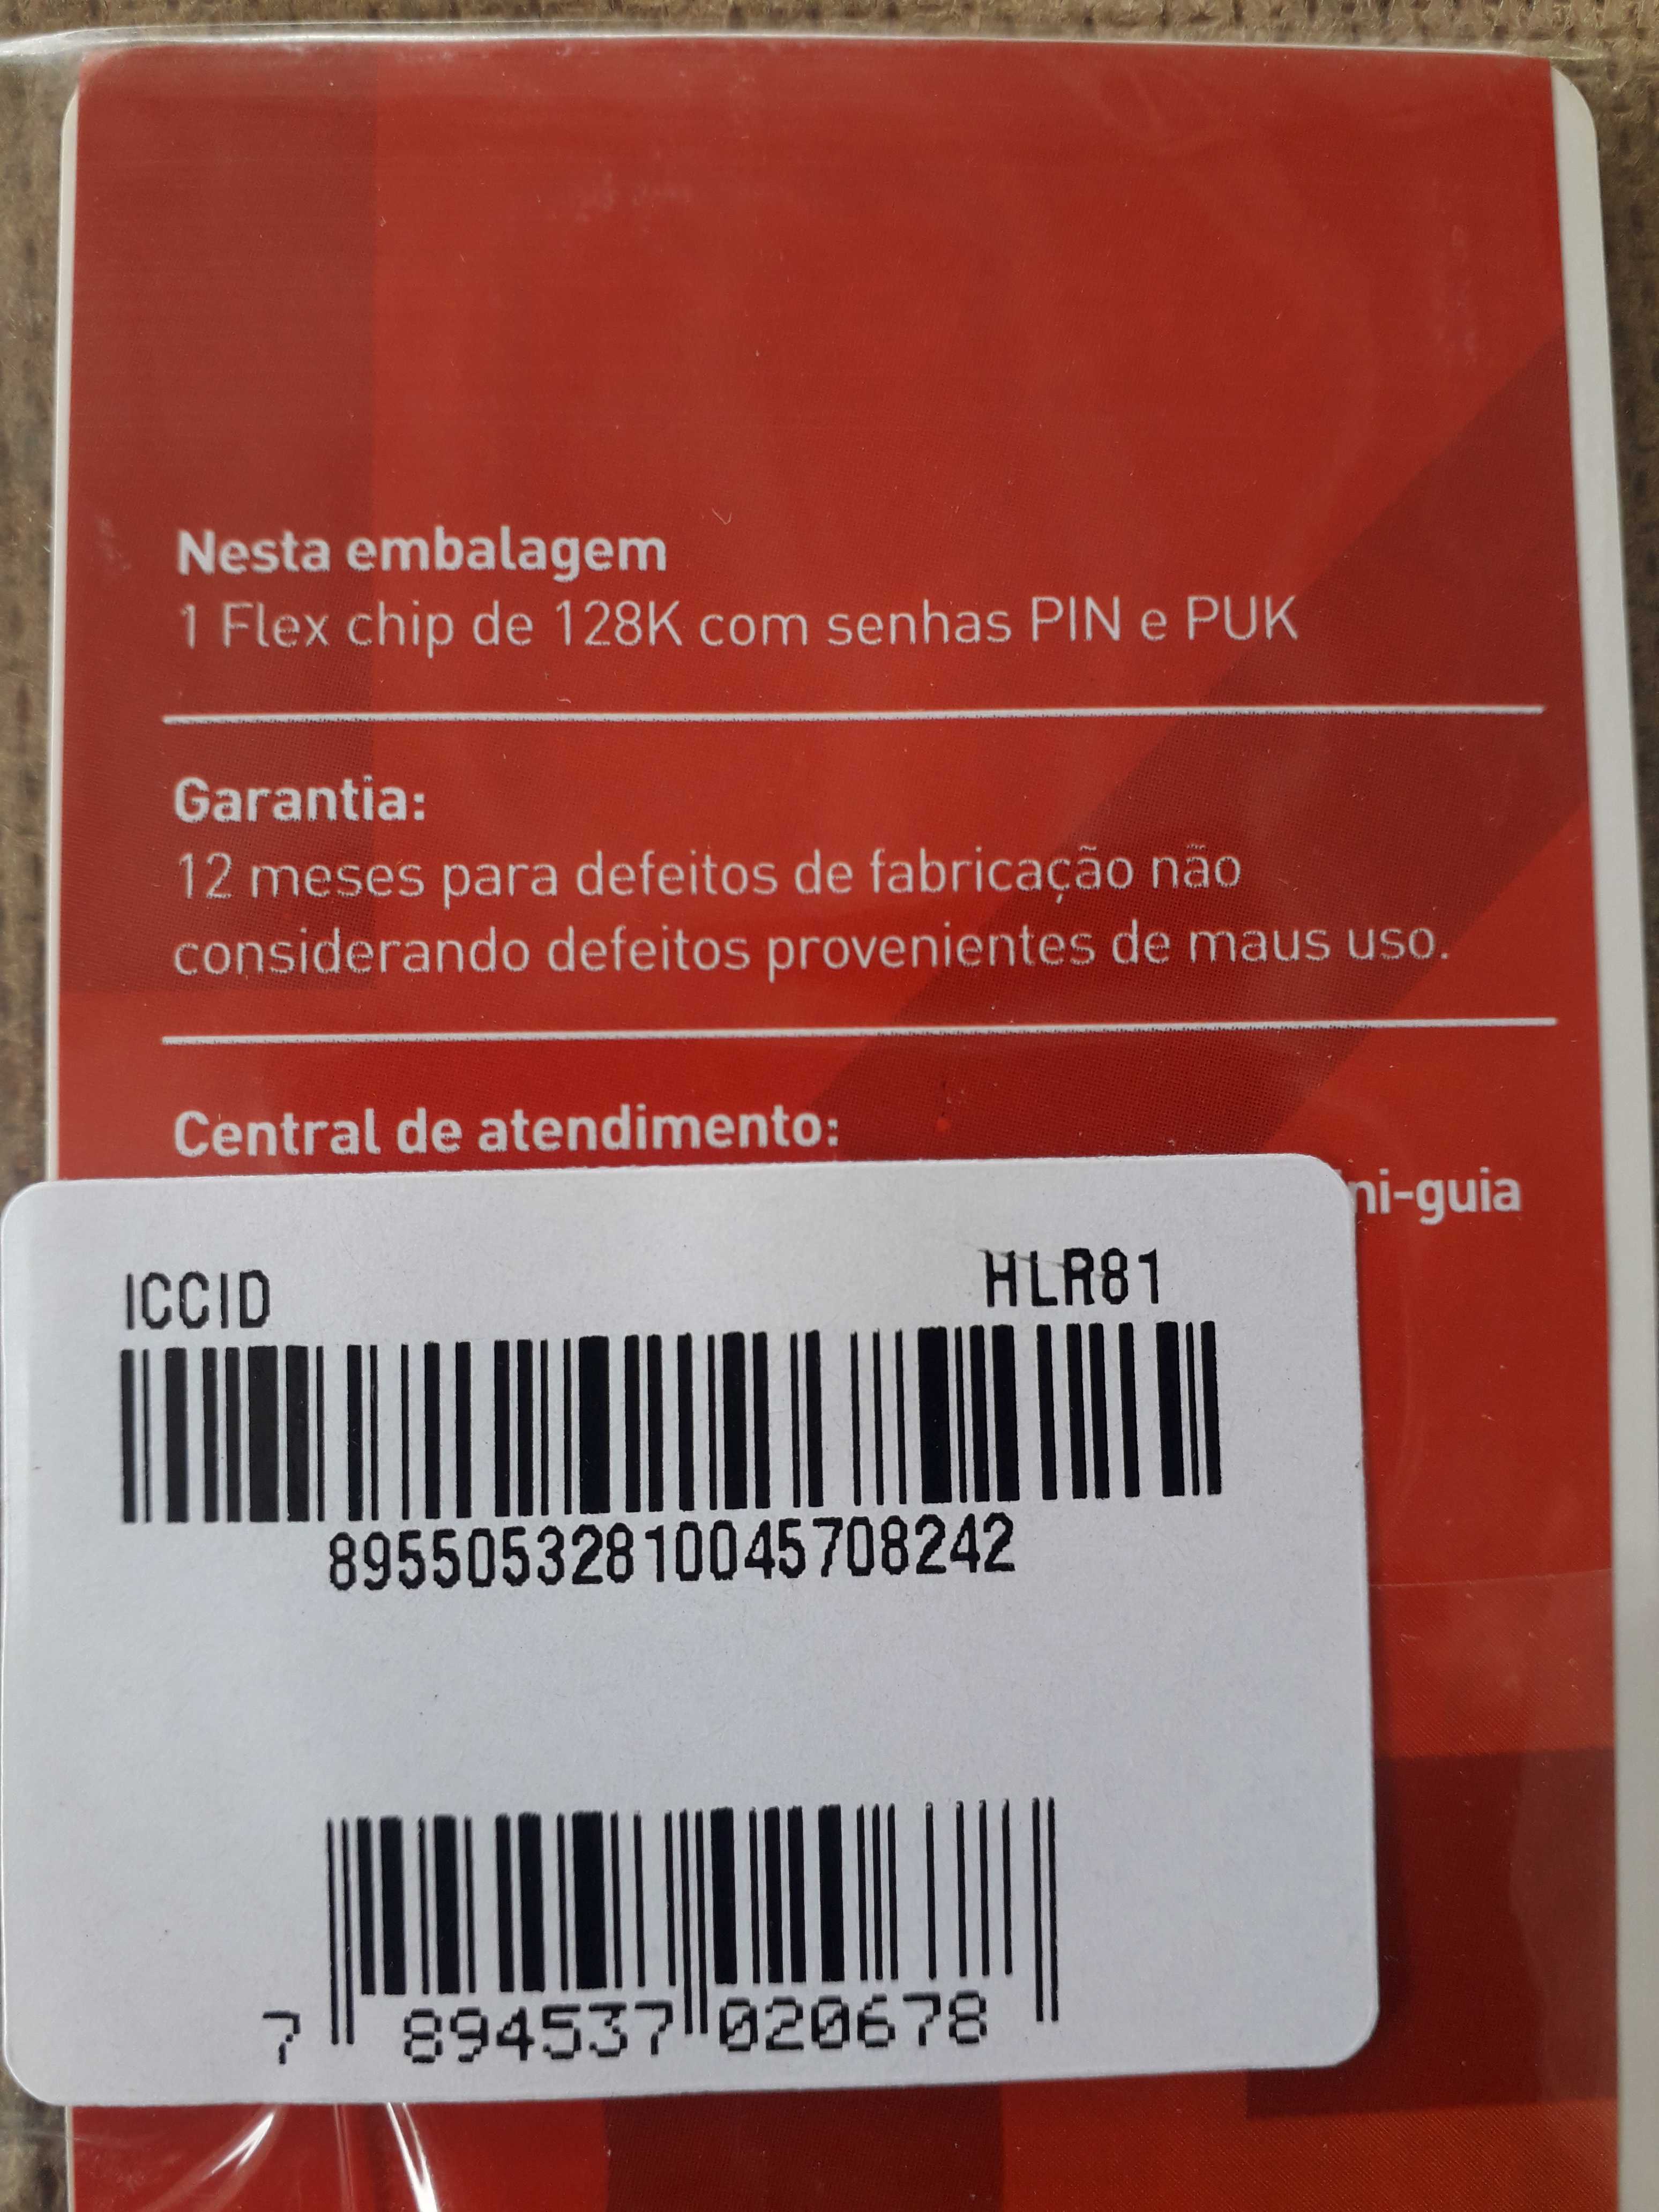 Nesta embalagem
1 Flex chip de 128K com senhas PIN e PUK
Garantia:
12 meses para defeitos de fabricação não
considerando defeitos provenientes de maus uso.
Central de atendimento:
ni-guia
ICCID HLR81
89550532810045708242
7 894537 020678